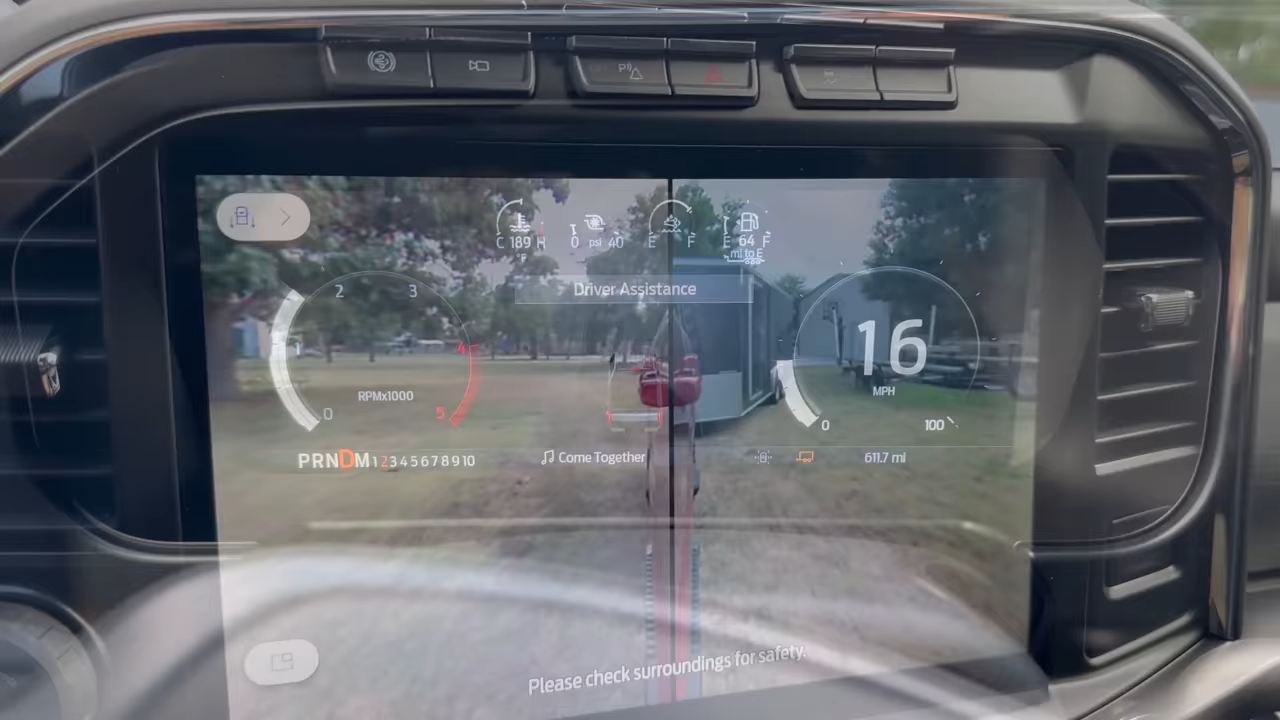 P
C 189 H
°F
0 psi 40
E F
E 64 F
mi to E
Driver Assistance
2 3
1 4
RPMx1000
0 5
16
MPH
0 100
PRNDM12345678910
Come Together
611.7 mi
Please check surroundings for safety.